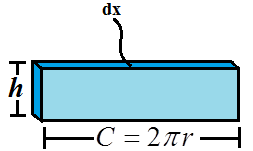 dx
h
C = 2πr